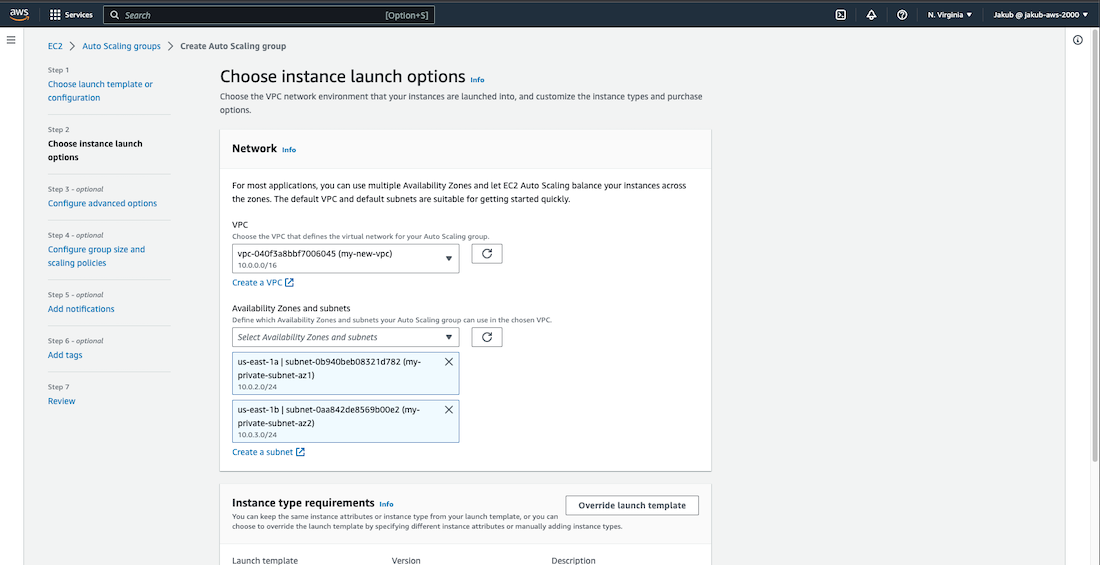 aws
Services
Search
[Option+S]
N. Virginia
Jakub @ jakub-aws-2000
EC2
Auto Scaling groups
Create Auto Scaling group
Step 1
Choose launch template or
configuration
Step 2
Choose instance launch
options
Step 3 - optional
Configure advanced options
Step 4 - optional
Configure group size and
scaling policies
Step 5 - optional
Add notifications
Step 6 - optional
Add tags
Step 7
Review
Choose instance launch options Info
Choose the VPC network environment that your instances are launched into, and customize the instance types and purchase
options.
Network Info
For most applications, you can use multiple Availability Zones and let EC2 Auto Scaling balance your instances across
the zones. The default VPC and default subnets are suitable for getting started quickly.
VPC
Choose the VPC that defines the virtual network for your Auto Scaling group.
vpc-040f3a8bbf7006045 (my-new-vpc)
10.0.0.0/16
Create a VPC
Availability Zones and subnets
Define which Availability Zones and subnets your Auto Scaling group can use in the chosen VPC.
Select Availability Zones and subnets
us-east-1a | subnet-0b940beb08321d782 (my-
private-subnet-az1)
10.0.2.0/24
us-east-1b | subnet-0aa842de8569b00e2 (my-
private-subnet-az2)
10.0.3.0/24
Create a subnet
Instance type requirements Info
Override launch template
You can keep the same instance attributes or instance type from your launch template, or you can
choose to override the launch template by specifying different instance attributes or manually adding instance types.
Launch template
Version
Description